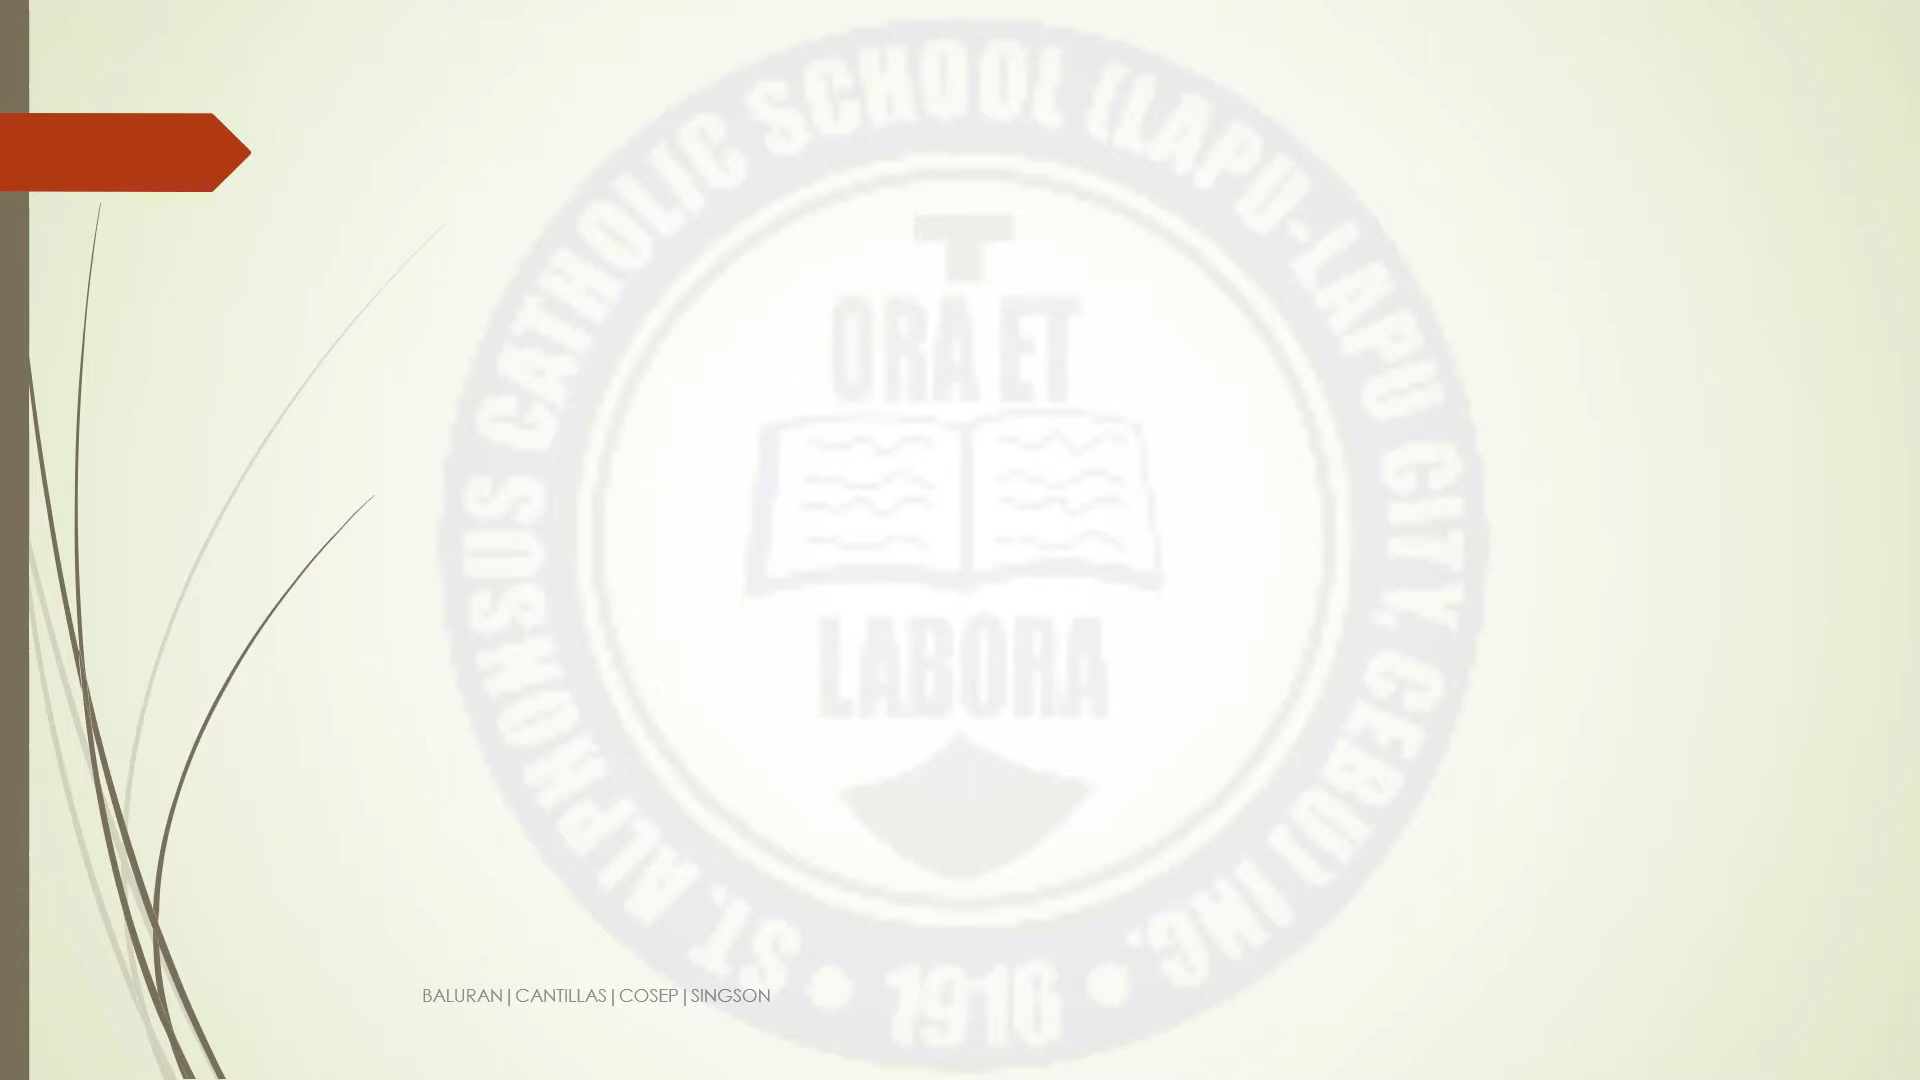 ST. ALPHONSUS CATHOLIC SCHOOL (LAPU-LAPU CITY, CEBU) INC.
ORA ET
LABORA
• 1916 •
BALURAN|CANTILLAS|COSEP|SINGSON